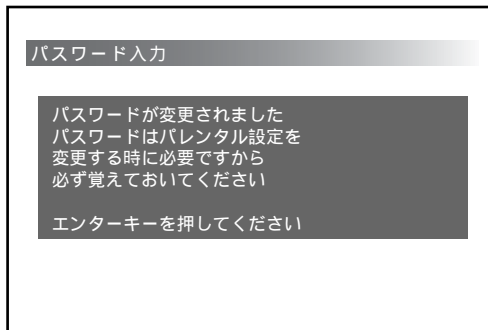 パスワード入力
パスワードが変更されました
パスワードはパレンタル設定を
変更する時に必要ですから
必ず覚えておいてください
エンターキーを押してください